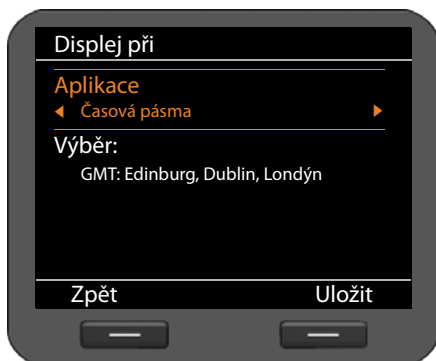 Displej při
Aplikace
Časová pásma
Výběr:
GMT: Edinburg, Dublin, Londýn
Zpět Uložit